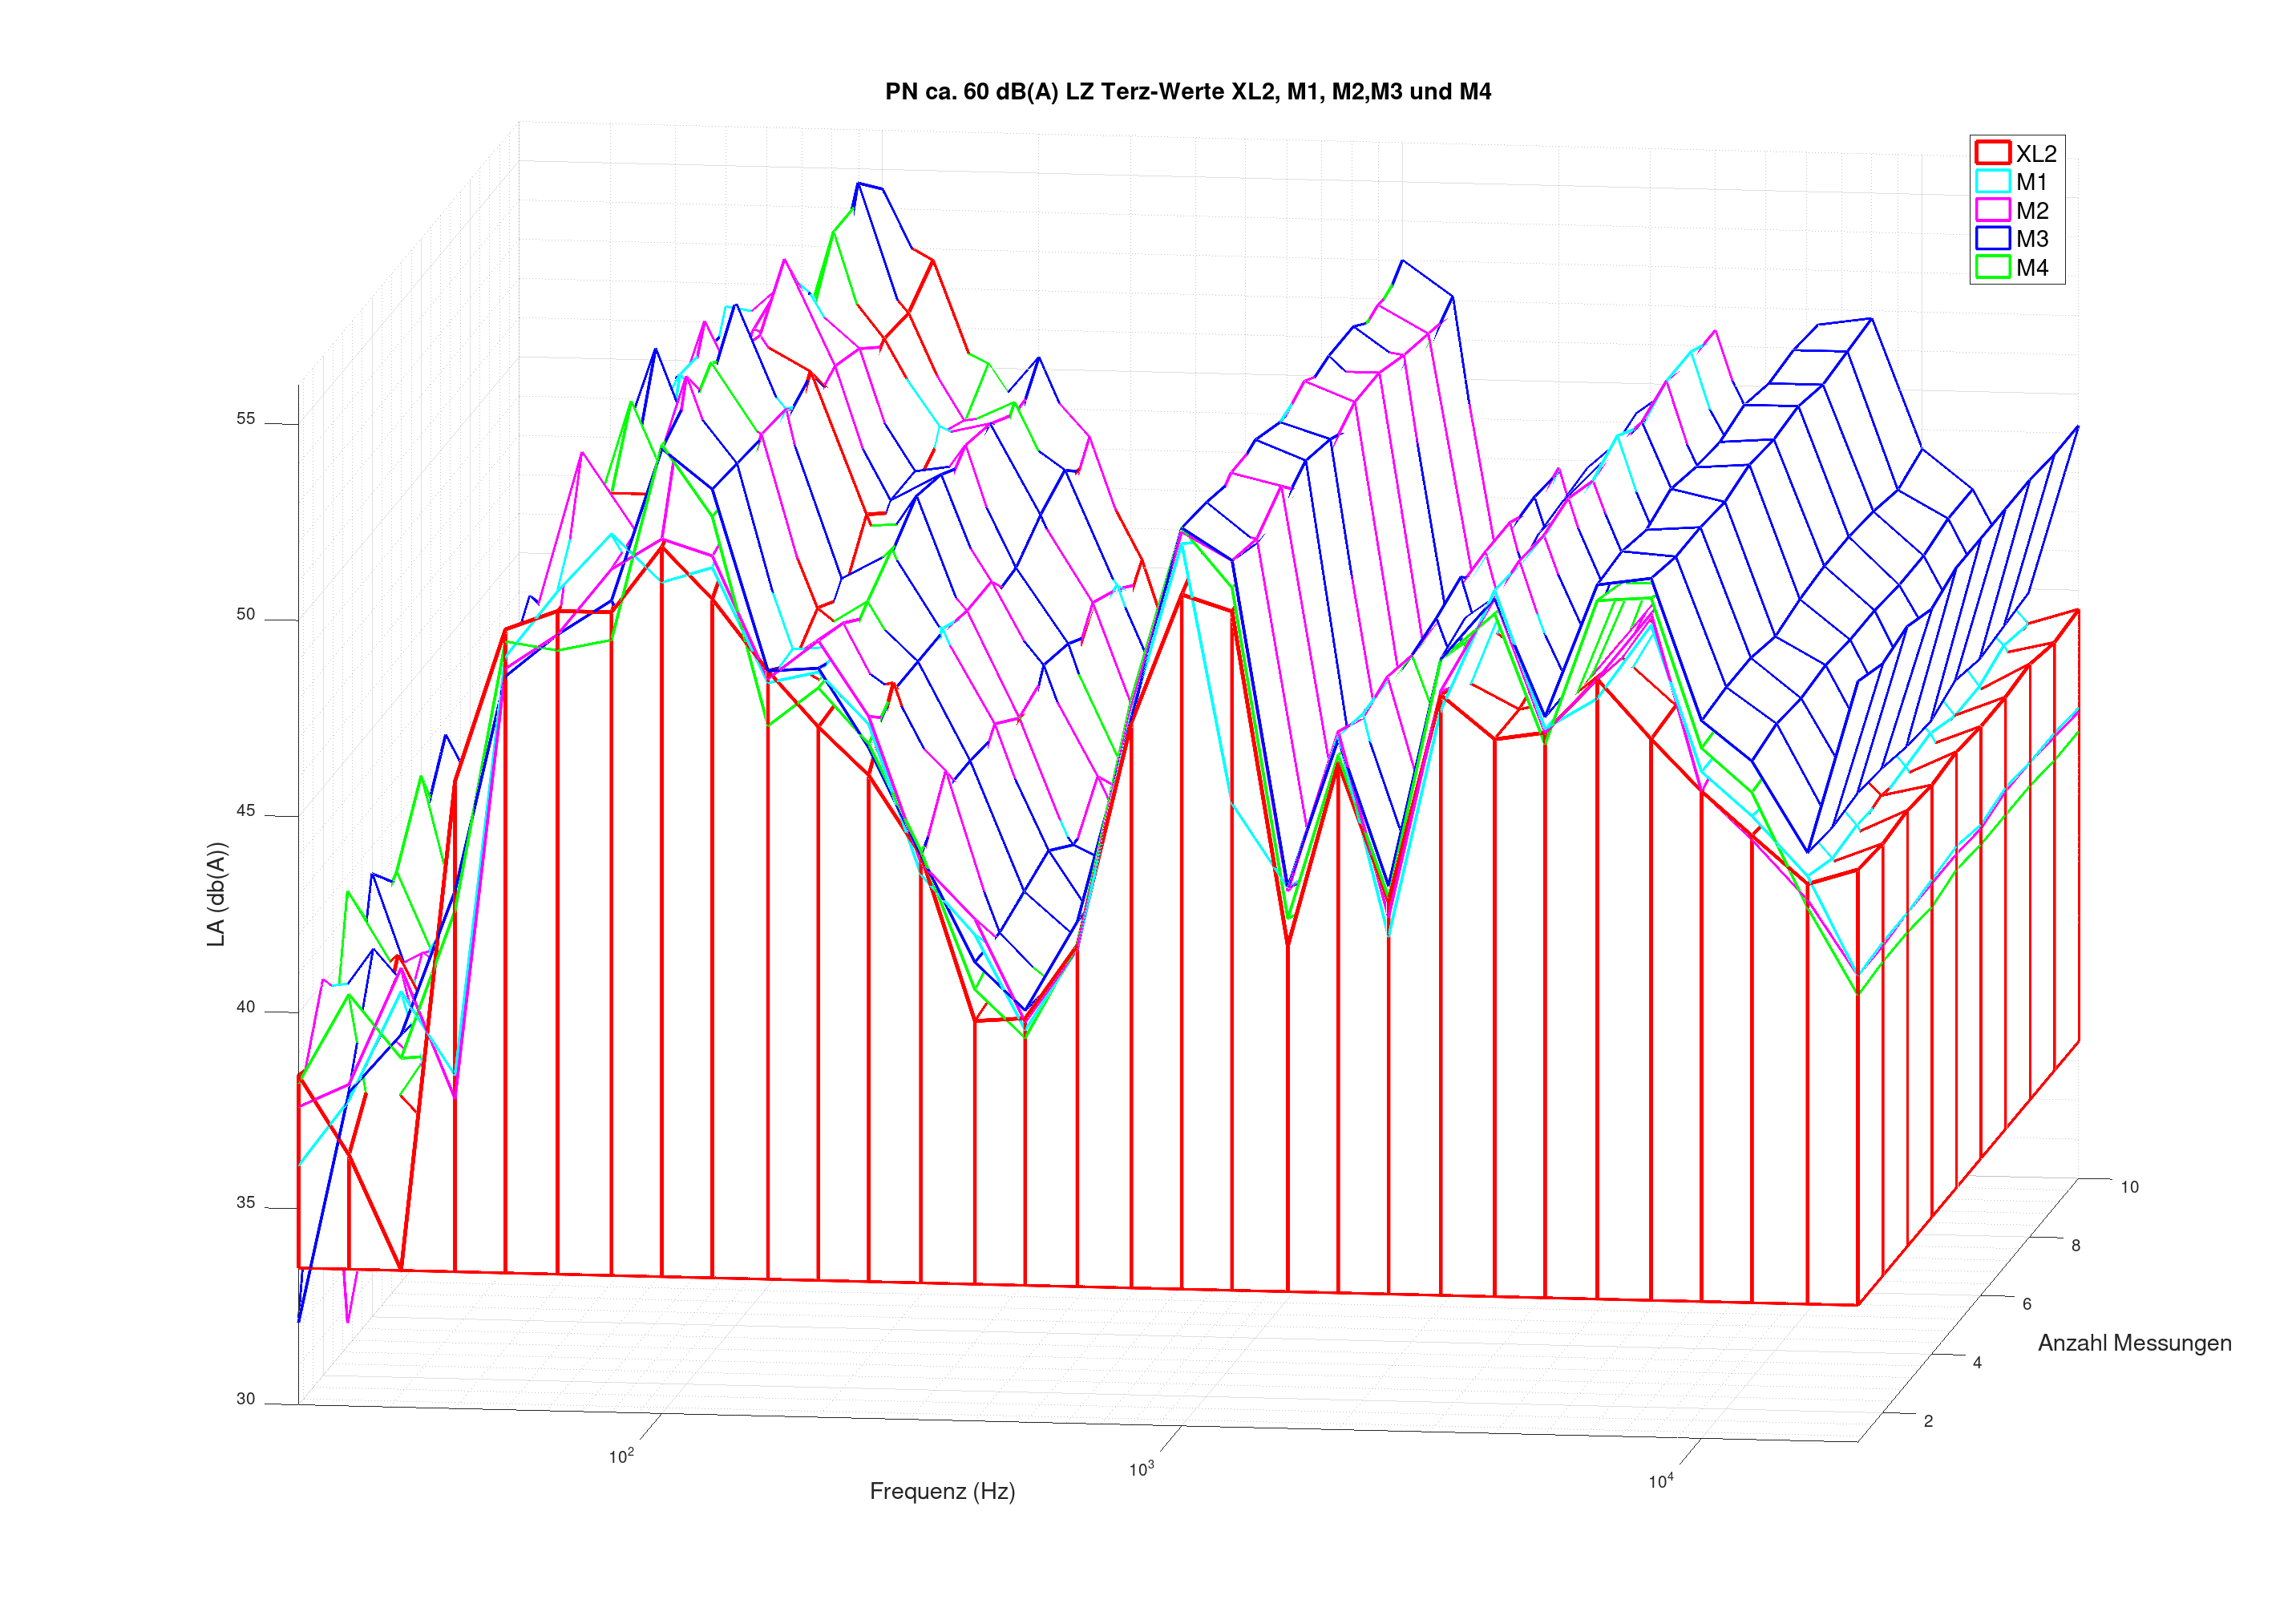 PN ca. 60 dB(A) LZ Terz-Werte XL2, M1, M2,M3 und M4
XL2
M1
M2
M3
M4
55
50
45
40
35
30
LA (db(A))
10
8
6
4
2
Anzahl Messungen
10²
10³
10⁴
Frequenz (Hz)